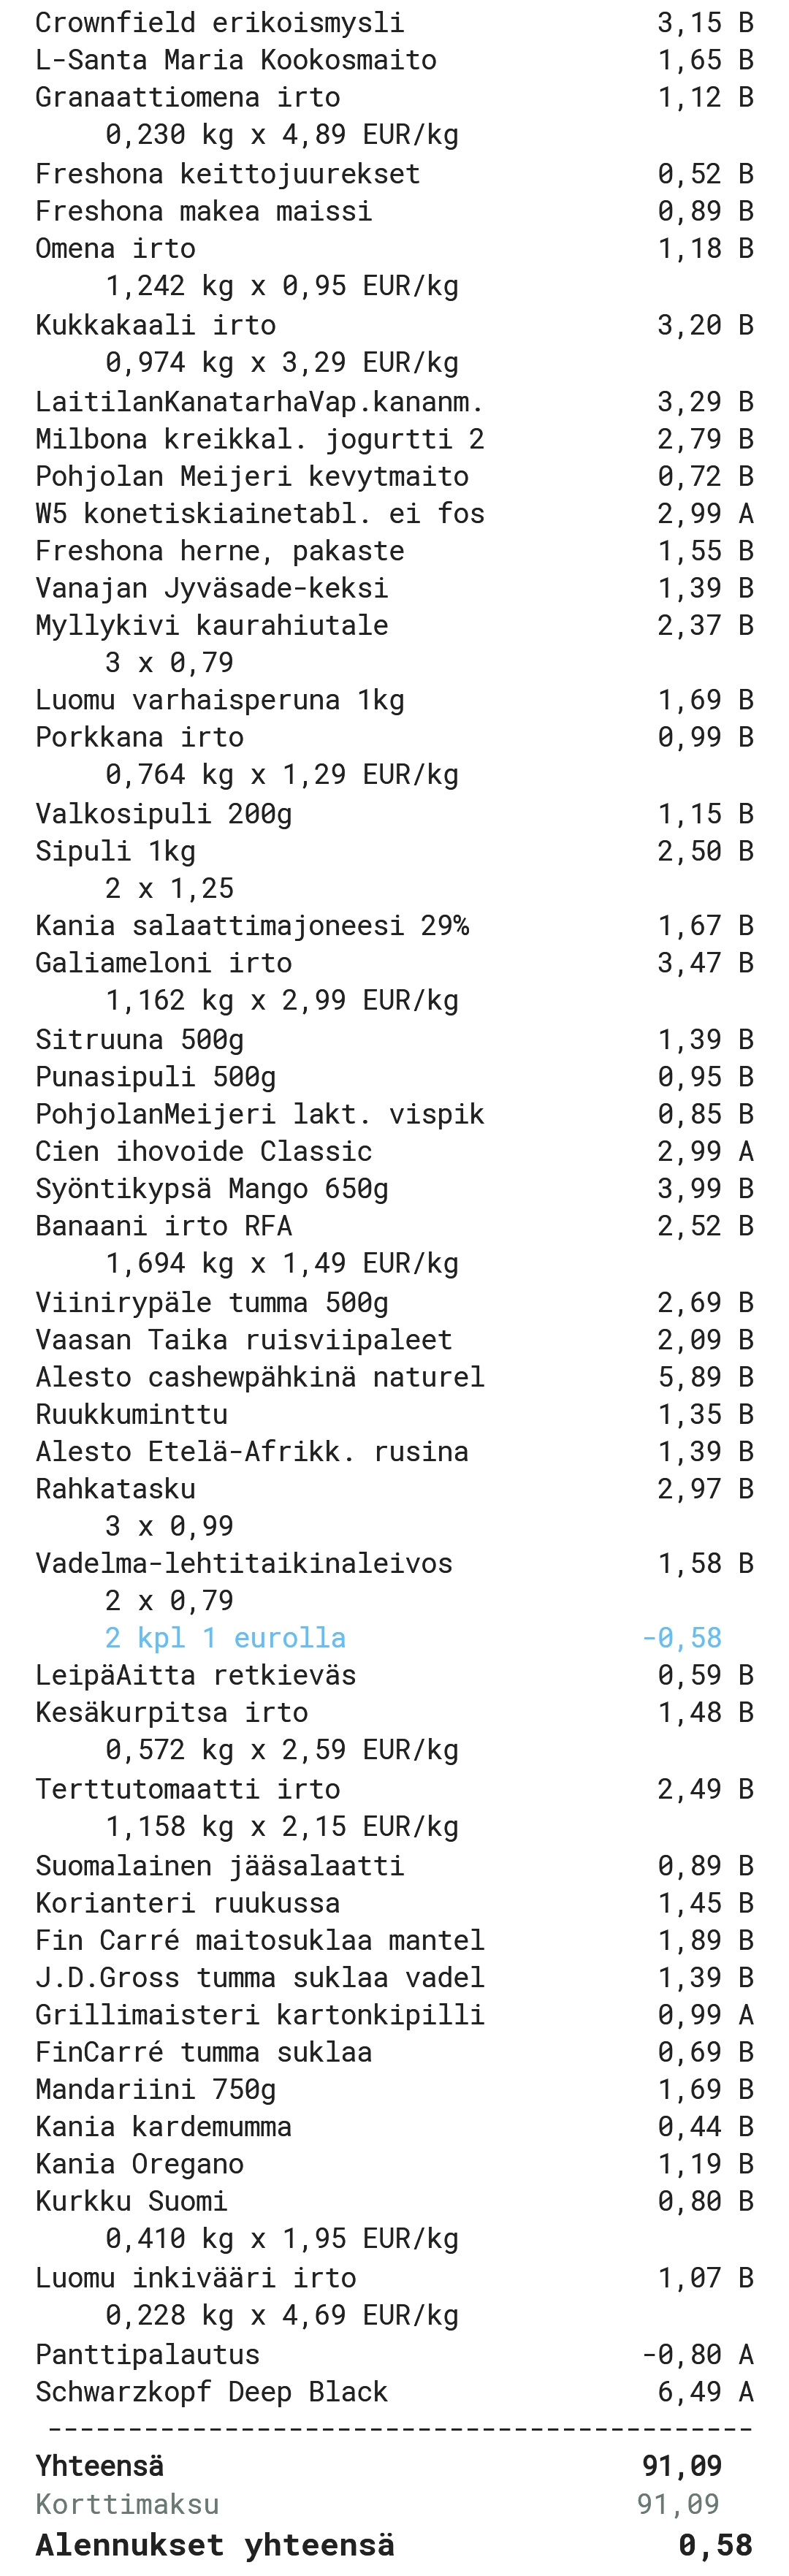 Crownfield erikoismysli 3,15 B
L-Santa Maria Kookosmaito 1,65 B
Granaattiomena irto 1,12 B
0,230 kg x 4,89 EUR/kg
Freshona keittojuurekset 0,52 B
Freshona makea maissi 0,89 B
Omena irto 1,18 B
1,242 kg x 0,95 EUR/kg
Kukkakaali irto 3,20 B
0,974 kg x 3,29 EUR/kg
LaitilanKanatarhaVap.kananm. 3,29 B
Milbona kreikkal. jogurtti 2 2,79 B
Pohjolan Meijeri kevytmaito 0,72 B
W5 konetiskiainetabl. ei fos 2,99 A
Freshona herne, pakaste 1,55 B
Vanajan Jyväsade-keksi 1,39 B
Myllykivi kaurahiutale 2,37 B
3 x 0,79
Luomu varhaisperuna 1kg 1,69 B
Porkkana irto 0,99 B
0,764 kg x 1,29 EUR/kg
Valkosipuli 200g 1,15 B
Sipuli 1kg 2,50 B
2 x 1,25
Kania salaattimajoneesi 29% 1,67 B
Galiameloni irto 3,47 B
1,162 kg x 2,99 EUR/kg
Sitruuna 500g 1,39 B
Punasipuli 500g 0,95 B
PohjolanMeijeri lakt. vispik 0,85 B
Cien ihovoide Classic 2,99 A
Syöntikypsä Mango 650g 3,99 B
Banaani irto RFA 2,52 B
1,694 kg x 1,49 EUR/kg
Viinirypäle tumma 500g 2,69 B
Vaasan Taika ruisviipaleet 2,09 B
Alesto cashewpähkinä naturel 5,89 B
Ruukkuminttu 1,35 B
Alesto Etelä-Afrikk. rusina 1,39 B
Rahkatasku 2,97 B
3 x 0,99
Vadelma-lehtitaikinaleivos 1,58 B
2 x 0,79
2 kpl 1 eurolla -0,58
LeipäAitta retkieväs 0,59 B
Kesäkurpitsa irto 1,48 B
0,572 kg x 2,59 EUR/kg
Terttutomaatti irto 2,49 B
1,158 kg x 2,15 EUR/kg
Suomalainen jääsalaatti 0,89 B
Korianteri ruukussa 1,45 B
Fin Carré maitosuklaa mantel 1,89 B
J.D.Gross tumma suklaa vadel 1,39 B
Grillimaisteri kartonkipilli 0,99 A
FinCarré tumma suklaa 0,69 B
Mandariini 750g 1,69 B
Kania kardemumma 0,44 B
Kania Oregano 1,19 B
Kurkku Suomi 0,80 B
0,410 kg x 1,95 EUR/kg
Luomu inkivääri irto 1,07 B
0,228 kg x 4,69 EUR/kg
Panttipalautus -0,80 A
Schwarzkopf Deep Black 6,49 A
--------------------------------------------
Yhteensä 91,09
Korttimaksu 91,09
Alennukset yhteensä 0,58